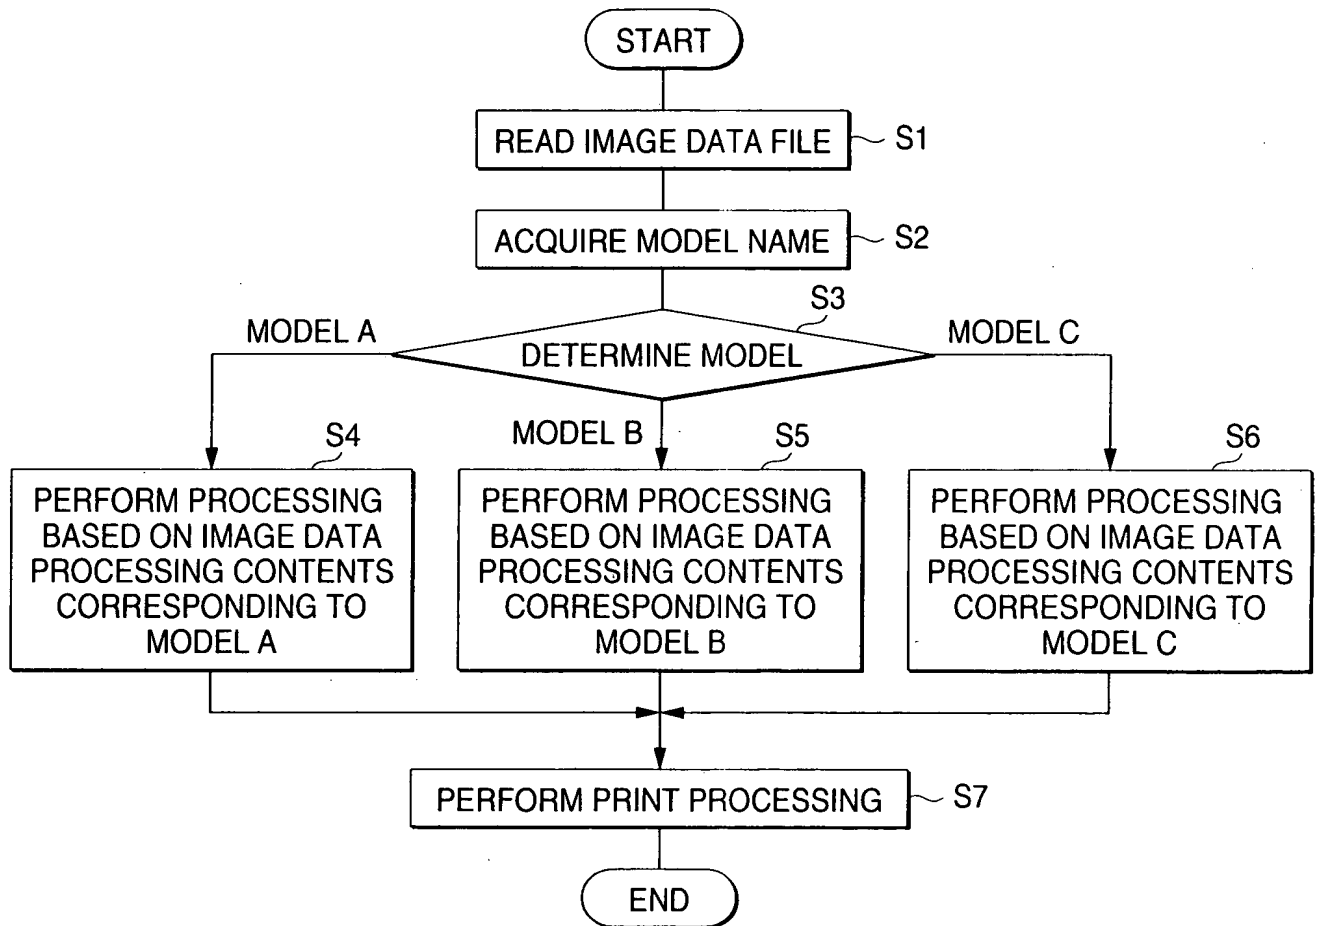 START
READ IMAGE DATA FILE
S1
ACQUIRE MODEL NAME
S2
S3
MODEL A
DETERMINE MODEL
MODEL C
MODEL B
S4
PERFORM PROCESSING
BASED ON IMAGE DATA
PROCESSING CONTENTS
CORRESPONDING TO
MODEL A
S5
PERFORM PROCESSING
BASED ON IMAGE DATA
PROCESSING CONTENTS
CORRESPONDING TO
MODEL B
S6
PERFORM PROCESSING
BASED ON IMAGE DATA
PROCESSING CONTENTS
CORRESPONDING TO
MODEL C
PERFORM PRINT PROCESSING
S7
END